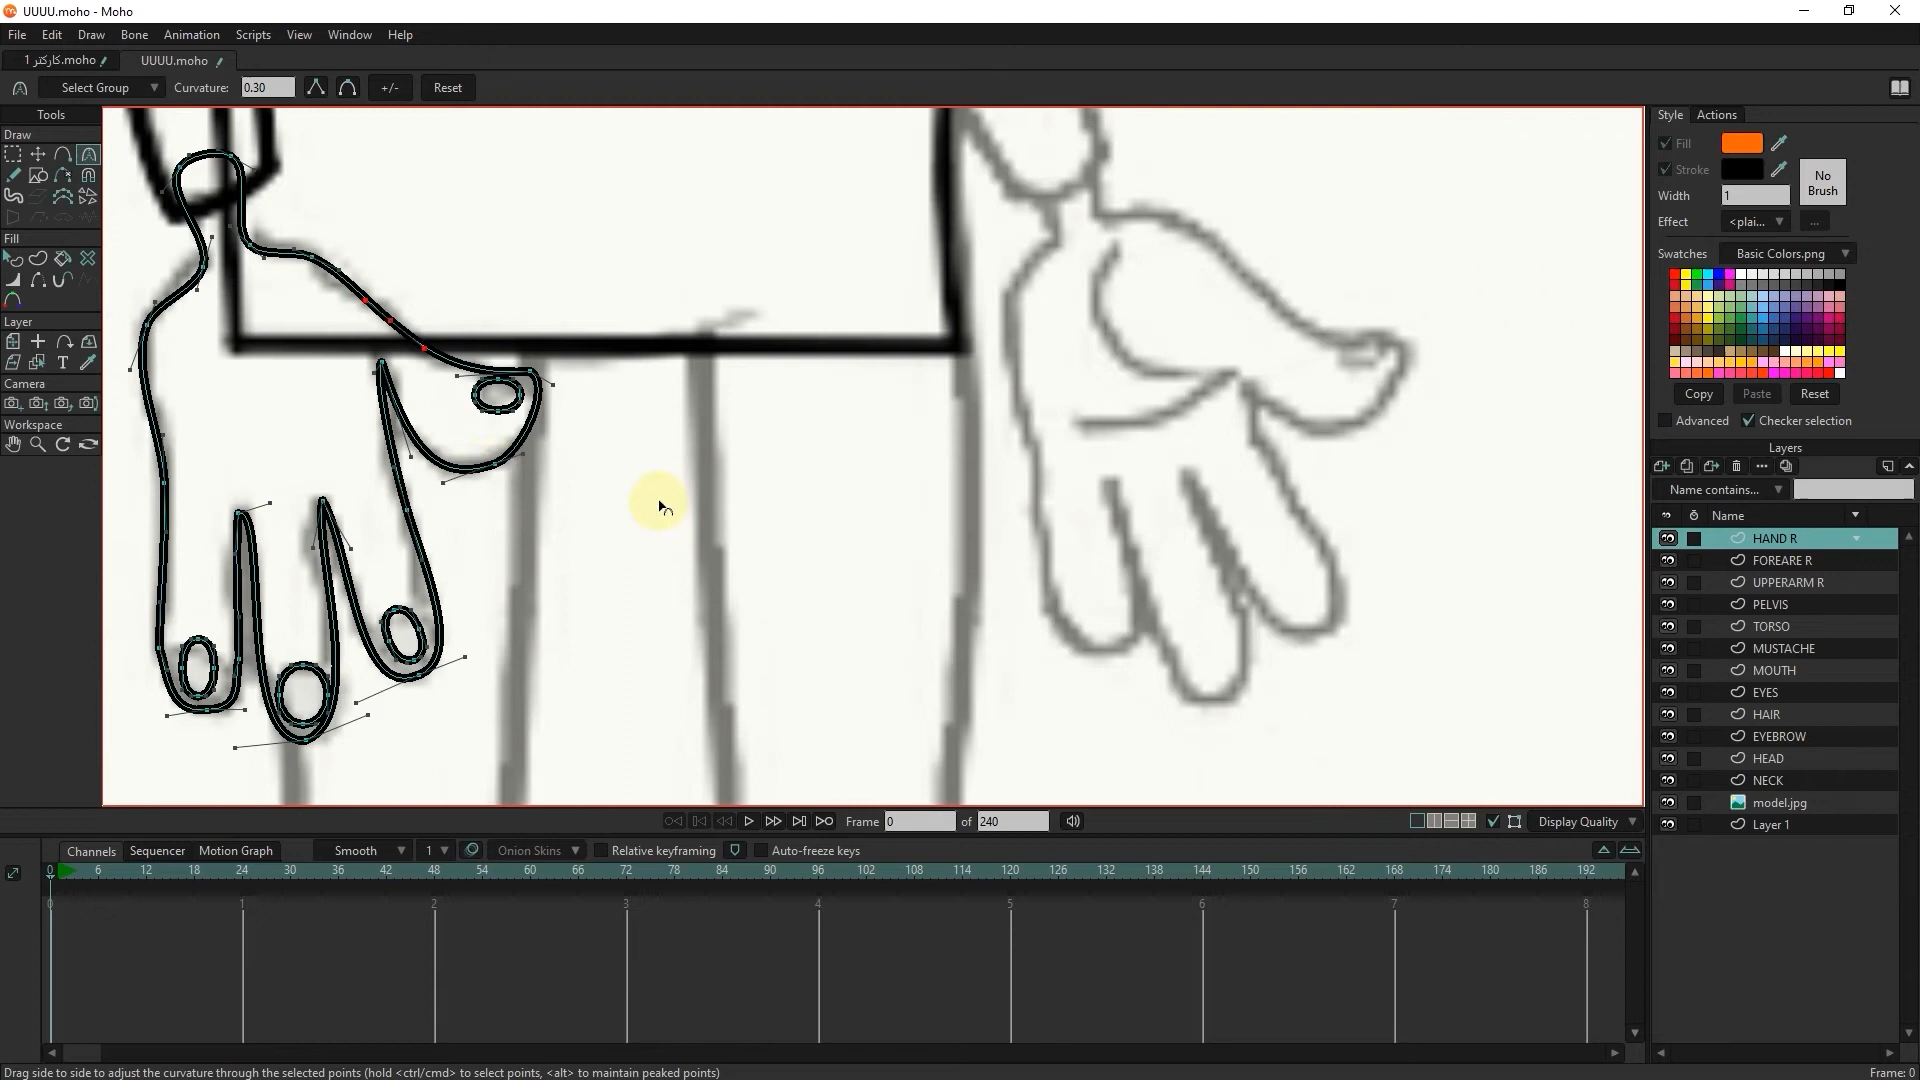 UUUU.moho - Moho
File Edit Draw Bone Animation Scripts View Window Help
کارکتر 1.moho UUUU.moho
Select Group Curvature: 0.30 +/- Reset
Tools
Draw
Fill
Layer
T
Camera
Workspace
Style Actions
Fill
Stroke
No Brush
Width 1
Effect <plai... ...
Swatches Basic Colors.png
Copy Paste Reset
Advanced Checker selection
Layers
Name contains...
Name
HAND R
FOREARE R
UPPERARM R
PELVIS
TORSO
MUSTACHE
MOUTH
EYES
HAIR
EYEBROW
HEAD
NECK
model.jpg
Layer 1
Frame 0 of 240 Display Quality
Channels Sequencer Motion Graph Smooth 1 Onion Skins Relative keyframing Auto-freeze keys
0 6 12 18 24 30 36 42 48 54 60 66 72 78 84 90 96 102 108 114 120 126 132 138 144 150 156 162 168 174 180 186 192
0 1 2 3 4 5 6 7 8
Drag side to side to adjust the curvature through the selected points (hold <ctrl/cmd> to select points, <alt> to maintain peaked points) Frame: 0